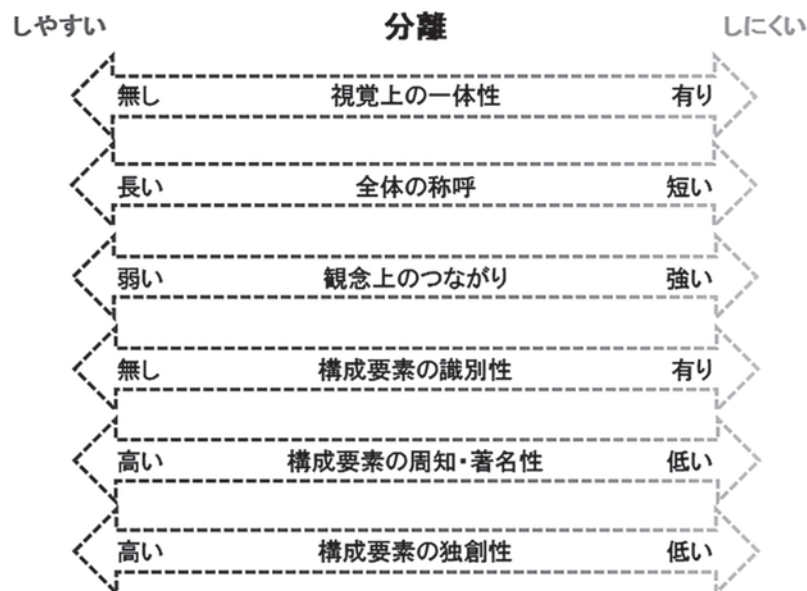 しやすい 分離 しにくい
無し 視覚上の一体性 有り
長い 全体の称呼 短い
弱い 観念上のつながり 強い
無し 構成要素の識別性 有り
高い 構成要素の周知・著名性 低い
高い 構成要素の独創性 低い